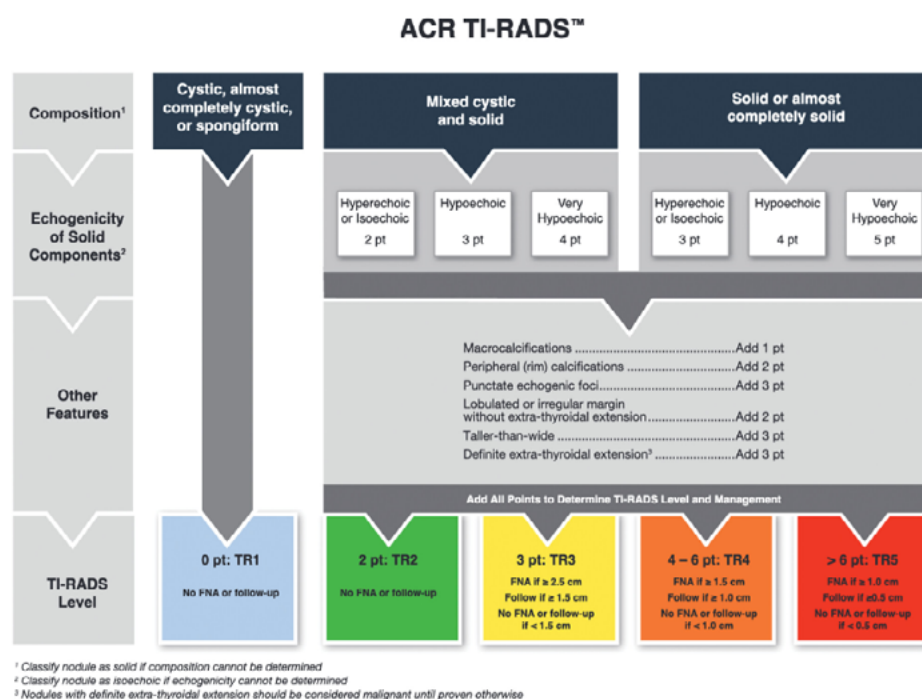 ACR TI-RADS™
Composition¹
Cystic, almost
completely cystic,
or spongiform
Mixed cystic
and solid
Solid or almost
completely solid
Echogenicity
of Solid
Components²
Hyperechoic
or Isoechoic
2 pt
Hypoechoic
3 pt
Very
Hypoechoic
4 pt
Hyperechoic
or Isoechoic
3 pt
Hypoechoic
4 pt
Very
Hypoechoic
5 pt
Other
Features
Macrocalcifications ..........Add 1 pt
Peripheral (rim) calcifications ..........Add 2 pt
Punctate echogenic foci..........Add 3 pt
Lobulated or irregular margin
without extra-thyroidal extension..........Add 2 pt
Taller-than-wide ..........Add 3 pt
Definite extra-thyroidal extension³ ..........Add 3 pt
Add All Points to Determine TI-RADS Level and Management
TI-RADS
Level
0 pt: TR1
No FNA or follow-up
2 pt: TR2
No FNA or follow-up
3 pt: TR3
FNA if ≥ 2.5 cm
Follow if ≥ 1.5 cm
No FNA or follow-up
if < 1.5 cm
4 – 6 pt: TR4
FNA if ≥ 1.5 cm
Follow if ≥ 1.0 cm
No FNA or follow-up
if < 1.0 cm
> 6 pt: TR5
FNA if ≥ 1.0 cm
Follow if ≥0.5 cm
No FNA or follow-up
if < 0.5 cm
¹ Classify nodule as solid if composition cannot be determined
² Classify nodule as isoechoic if echogenicity cannot be determined
³ Nodules with definite extra-thyroidal extension should be considered malignant until proven otherwise